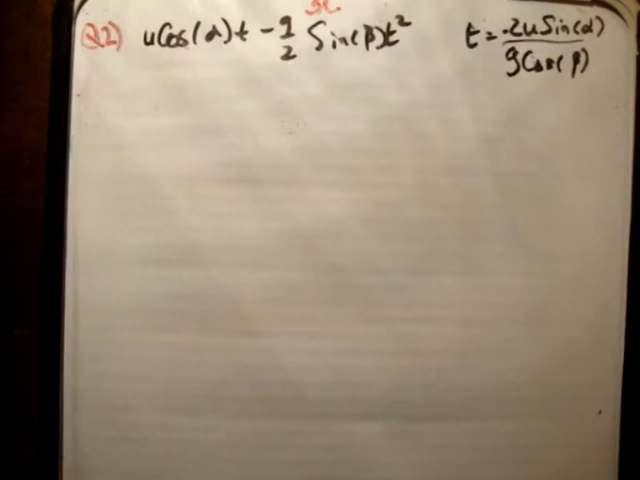 Q2) uCos(α)t - g/2 Sin(β)t² t = 2uSin(α)/gCos(β)